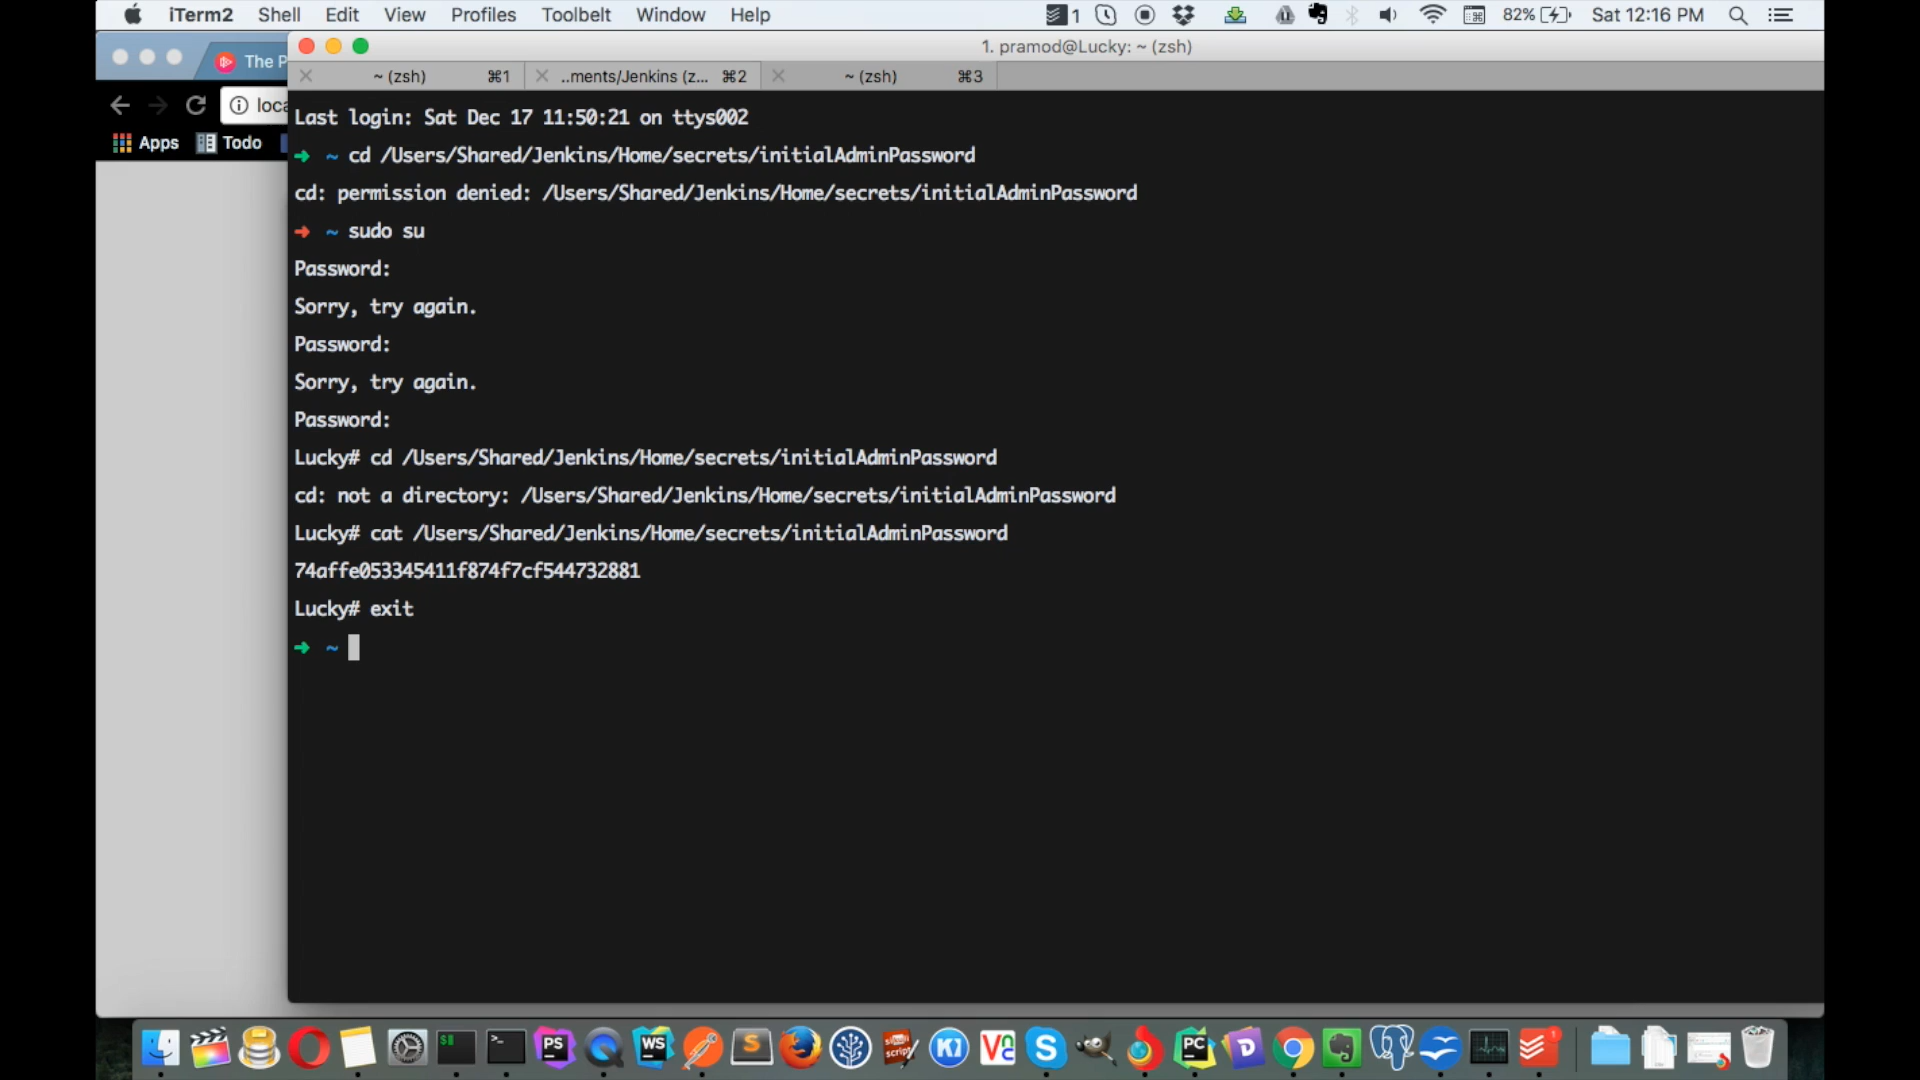 iTerm2 Shell Edit View Profiles Toolbelt Window Help 1 82% Sat 12:16 PM
1. pramod@Lucky: ~ (zsh)
The P
~ (zsh) ⌘1 ..ments/Jenkins (z... ⌘2 ~ (zsh) ⌘3
loca
Apps Todo
Last login: Sat Dec 17 11:50:21 on ttys002
➜ ~ cd /Users/Shared/Jenkins/Home/secrets/initialAdminPassword
cd: permission denied: /Users/Shared/Jenkins/Home/secrets/initialAdminPassword
➜ ~ sudo su
Password:
Sorry, try again.
Password:
Sorry, try again.
Password:
Lucky# cd /Users/Shared/Jenkins/Home/secrets/initialAdminPassword
cd: not a directory: /Users/Shared/Jenkins/Home/secrets/initialAdminPassword
Lucky# cat /Users/Shared/Jenkins/Home/secrets/initialAdminPassword
74affe053345411f874f7cf544732881
Lucky# exit
➜ ~